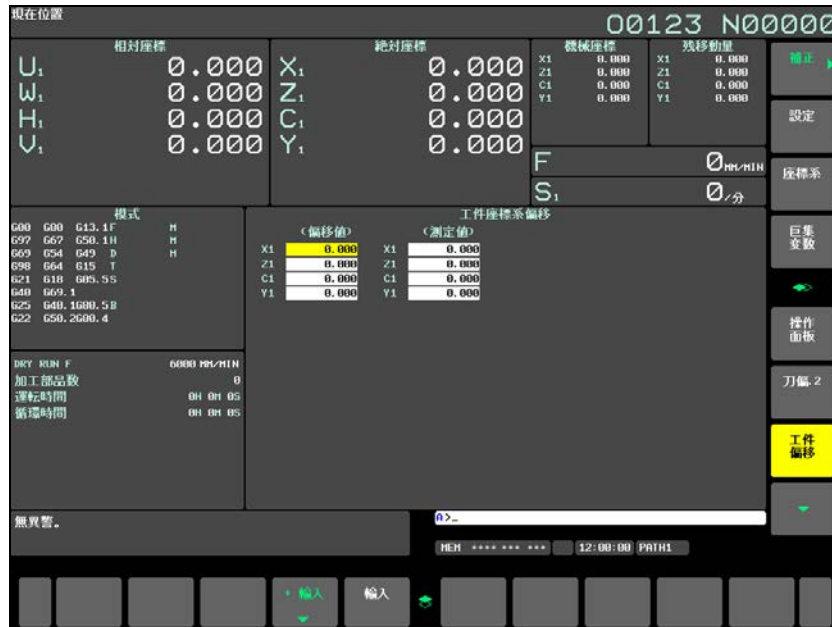 現在位置
O0123 N00000
相対座標
絶対座標
機械座標
残移動量
U1 0.000 X1 0.000
W1 0.000 Z1 0.000
H1 0.000 C1 0.000
V1 0.000 Y1 0.000
X1 0.000 X1 0.000
Z1 0.000 Z1 0.000
C1 0.000 C1 0.000
Y1 0.000 Y1 0.000
F 0MM/MIN
S1 0/分
模式
G00 G00 G13.1F M
G97 G67 G50.1H M
G69 G54 G49 D M
G98 G64 G15 T
G21 G18 G05.5S
G40 G69.1
G25 G40.1G80.5B
G22 G50.2G80.4
工件座標系偏移
(偏移値) (測定値)
X1 0.000 X1 0.000
Z1 0.000 Z1 0.000
C1 0.000 C1 0.000
Y1 0.000 Y1 0.000
DRY RUN F 6000 MM/MIN
加工部品数 0
運転時間 0H 0M 0S
循環時間 0H 0M 0S
無異警。
A>_
MEM **** *** *** 12:00:00 PATH1
+ 輸入
輸入
補正
設定
座標系
巨集
変数
操作
面板
刀偏.2
工件
偏移